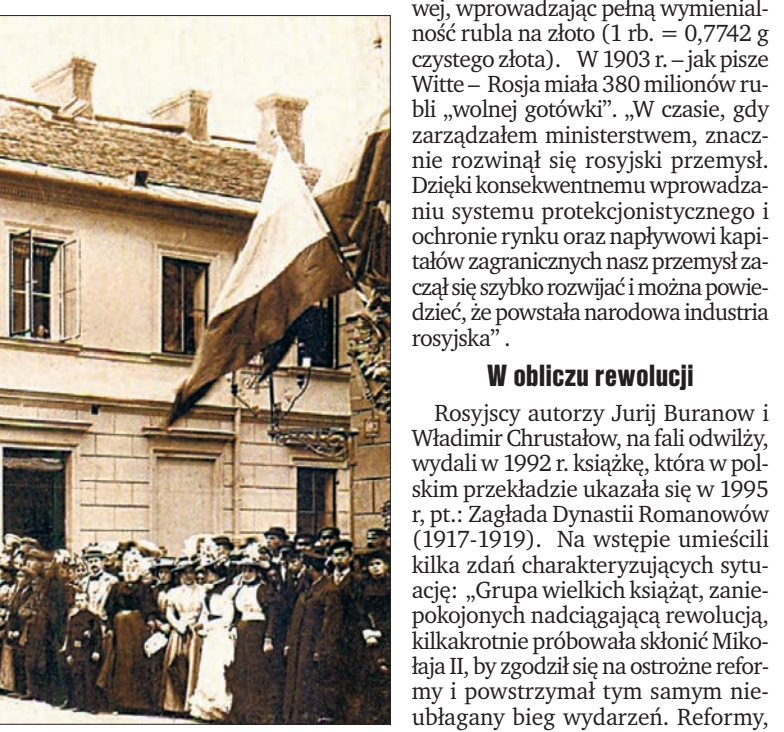 wej, wprowadzając pełną wymienial-
ność rubla na złoto (1 rb. = 0,7742 g
czystego złota). W 1903 r. – jak pisze
Witte – Rosja miała 380 milionów ru-
bli „wolnej gotówki”. „W czasie, gdy
zarządzałem ministerstwem, znacz-
nie rozwinął się rosyjski przemysł.
Dzięki konsekwentnemu wprowadza-
niu systemu protekcjonistycznego i
ochronie rynku oraz napływowi kapi-
tałów zagranicznych nasz przemysł za-
czął się szybko rozwijać i można powie-
dzieć, że powstała narodowa industria
rosyjska” .
W obliczu rewolucji
Rosyjscy autorzy Jurij Buranow i
Władimir Chrustałow, na fali odwilży,
wydali w 1992 r. książkę, która w pol-
skim przekładzie ukazała się w 1995
r, pt.: Zagłada Dynastii Romanowów
(1917-1919). Na wstępie umieścili
kilka zdań charakteryzujących sytu-
ację: „Grupa wielkich książąt, zanie-
pokojonych nadciągającą rewolucją,
kilkakrotnie próbowała skłonić Miko-
łaja II, by zgodził się na ostrożne refor-
my i powstrzymał tym samym nie-
ubłagany bieg wydarzeń. Reformy,